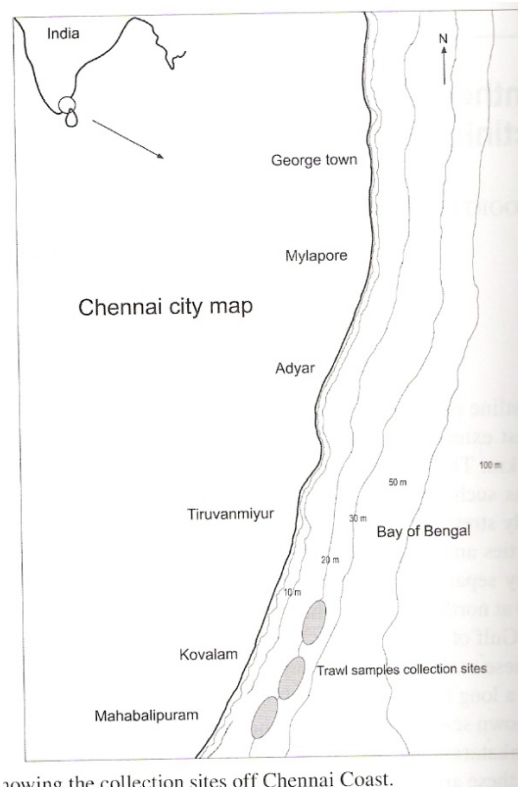 India
N
George town
Mylapore
Chennai city map
Adyar
100 m
50 m
Tiruvanmiyur
30 m
Bay of Bengal
20 m
10 m
Kovalam
Trawl samples collection sites
Mahabalipuram
howing the collection sites off Chennai Coast.